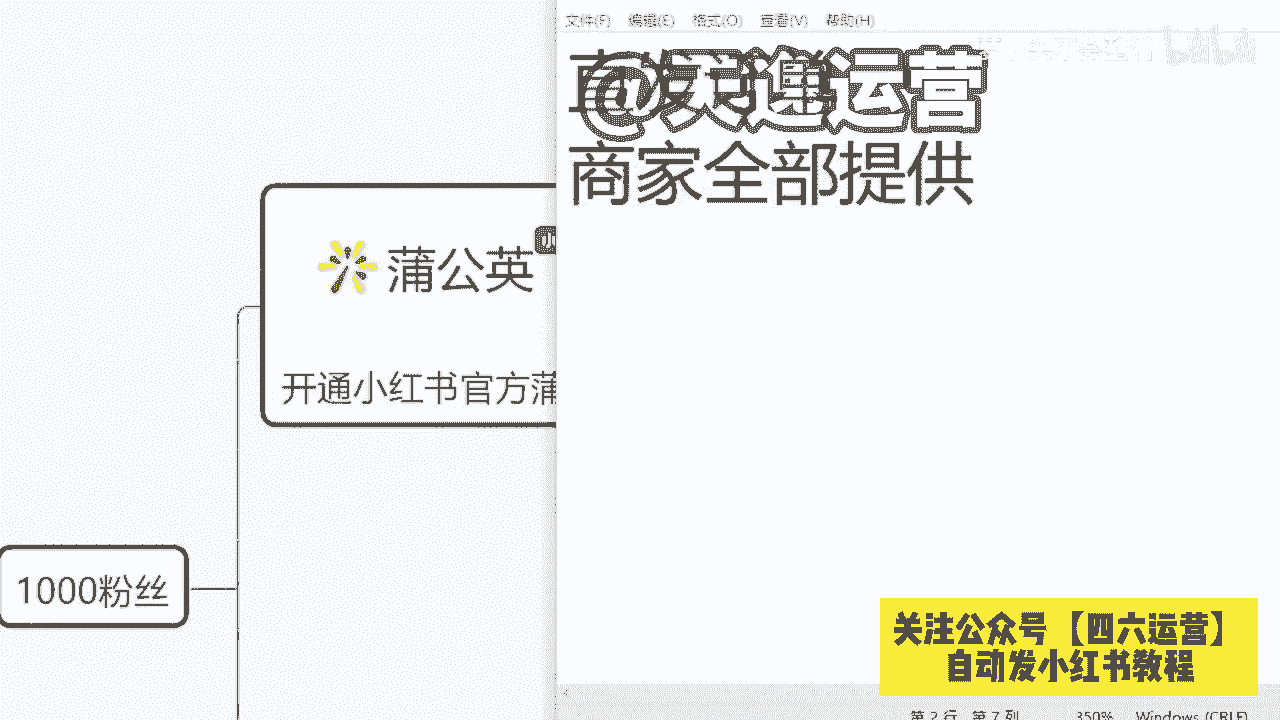 文件(F) 编辑(E) 格式(O) 查看(V) 帮助(H)
bilibili
运营
商家全部提供
蒲公英
开通小红书官方蒲
1000粉丝
关注公众号【四六运营】
自动发小红书教程
第 2 行，第 7 列 350% Windows (CRLF)